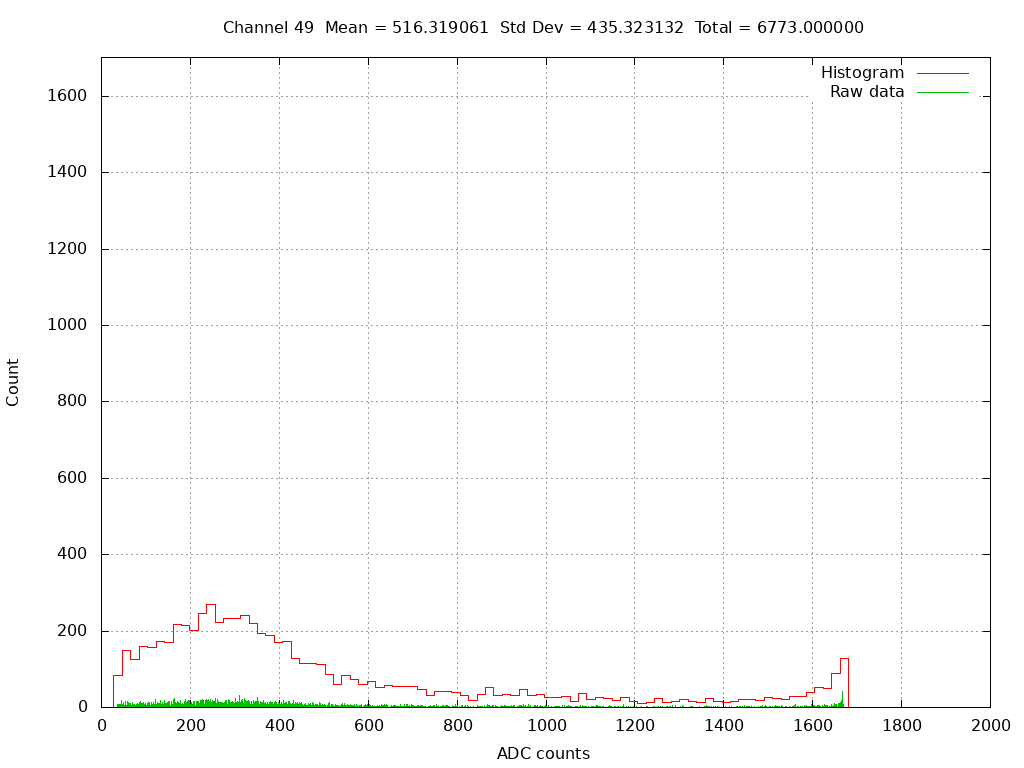 Channel 49  Mean = 516.319061  Std Dev = 435.323132  Total = 6773.000000
Histogram
Raw data
1600
1400
1200
1000
800
600
400
200
0
Count
0 200 400 600 800 1000 1200 1400 1600 1800 2000
ADC counts